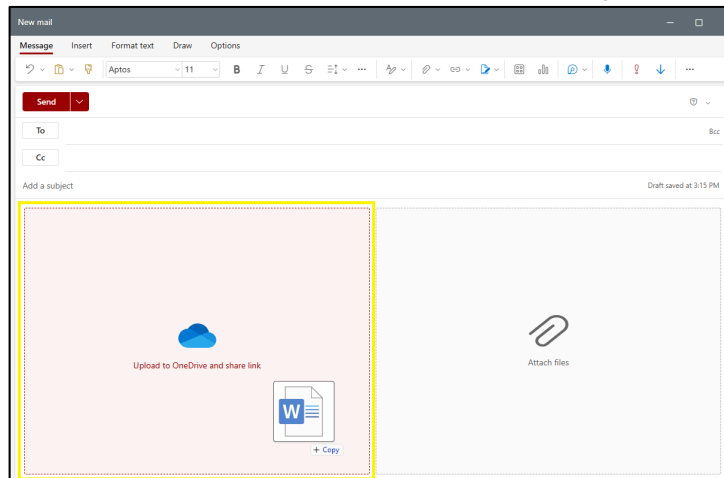 New mail
Message Insert Format text Draw Options
Aptos 11 B I U
Send
To Bcc
Cc
Add a subject Draft saved at 3:15 PM
Upload to OneDrive and share link
Attach files
W
+ Copy